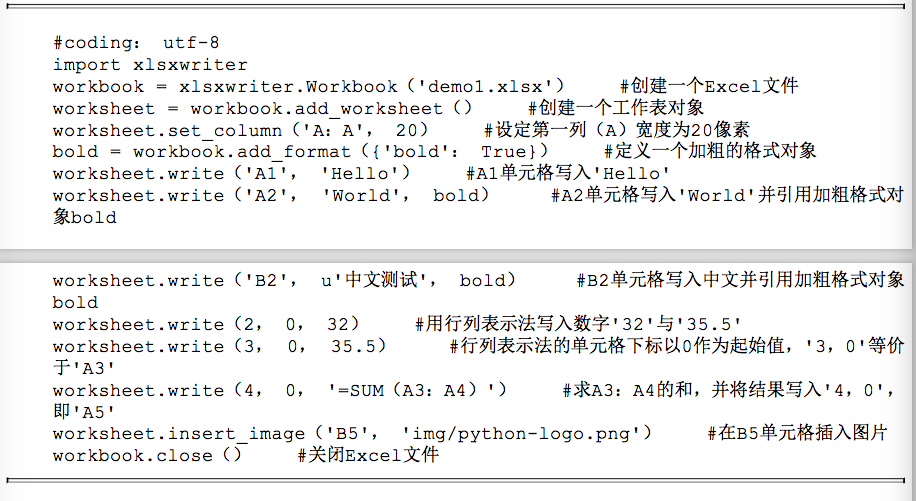 #coding： utf-8
import xlsxwriter
workbook = xlsxwriter.Workbook（'demo1.xlsx'）    #创建一个Excel文件
worksheet = workbook.add_worksheet（）    #创建一个工作表对象
worksheet.set_column（'A：A'， 20）    #设定第一列（A）宽度为20像素
bold = workbook.add_format（{'bold'： True}）    #定义一个加粗的格式对象
worksheet.write（'A1'， 'Hello'）    #A1单元格写入'Hello'
worksheet.write（'A2'， 'World'， bold）    #A2单元格写入'World'并引用加粗格式对
象bold
worksheet.write（'B2'， u'中文测试'， bold）    #B2单元格写入中文并引用加粗格式对象
bold
worksheet.write（2， 0， 32）    #用行列表示法写入数字'32'与'35.5'
worksheet.write（3， 0， 35.5）    #行列表示法的单元格下标以0作为起始值，'3，0'等价
于'A3'
worksheet.write（4， 0， '=SUM（A3：A4）'）    #求A3：A4的和，并将结果写入'4，0'，
即'A5'
worksheet.insert_image（'B5'， 'img/python-logo.png'）    #在B5单元格插入图片
workbook.close（）    #关闭Excel文件